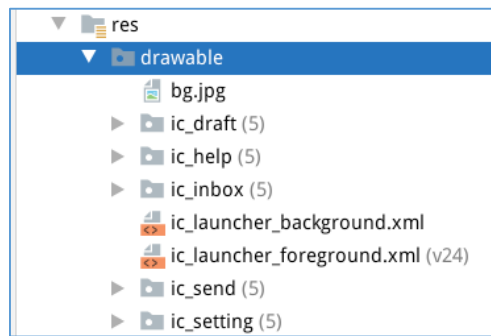 res
drawable
bg.jpg
ic_draft (5)
ic_help (5)
ic_inbox (5)
ic_launcher_background.xml
ic_launcher_foreground.xml (v24)
ic_send (5)
ic_setting (5)